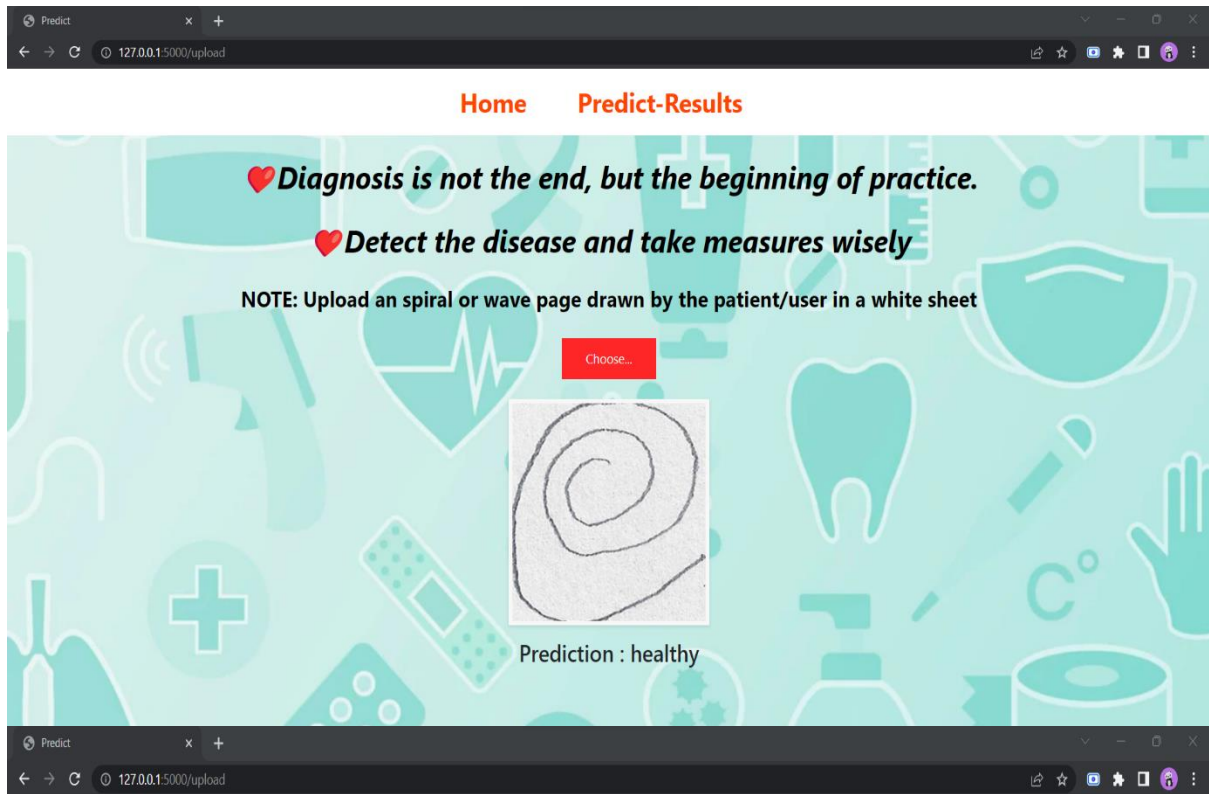 Predict
127.0.0.1:5000/upload
Home Predict-Results
❤️Diagnosis is not the end, but the beginning of practice.
❤️Detect the disease and take measures wisely
NOTE: Upload an spiral or wave page drawn by the patient/user in a white sheet
Choose...
C°
Prediction : healthy
Predict
127.0.0.1:5000/upload